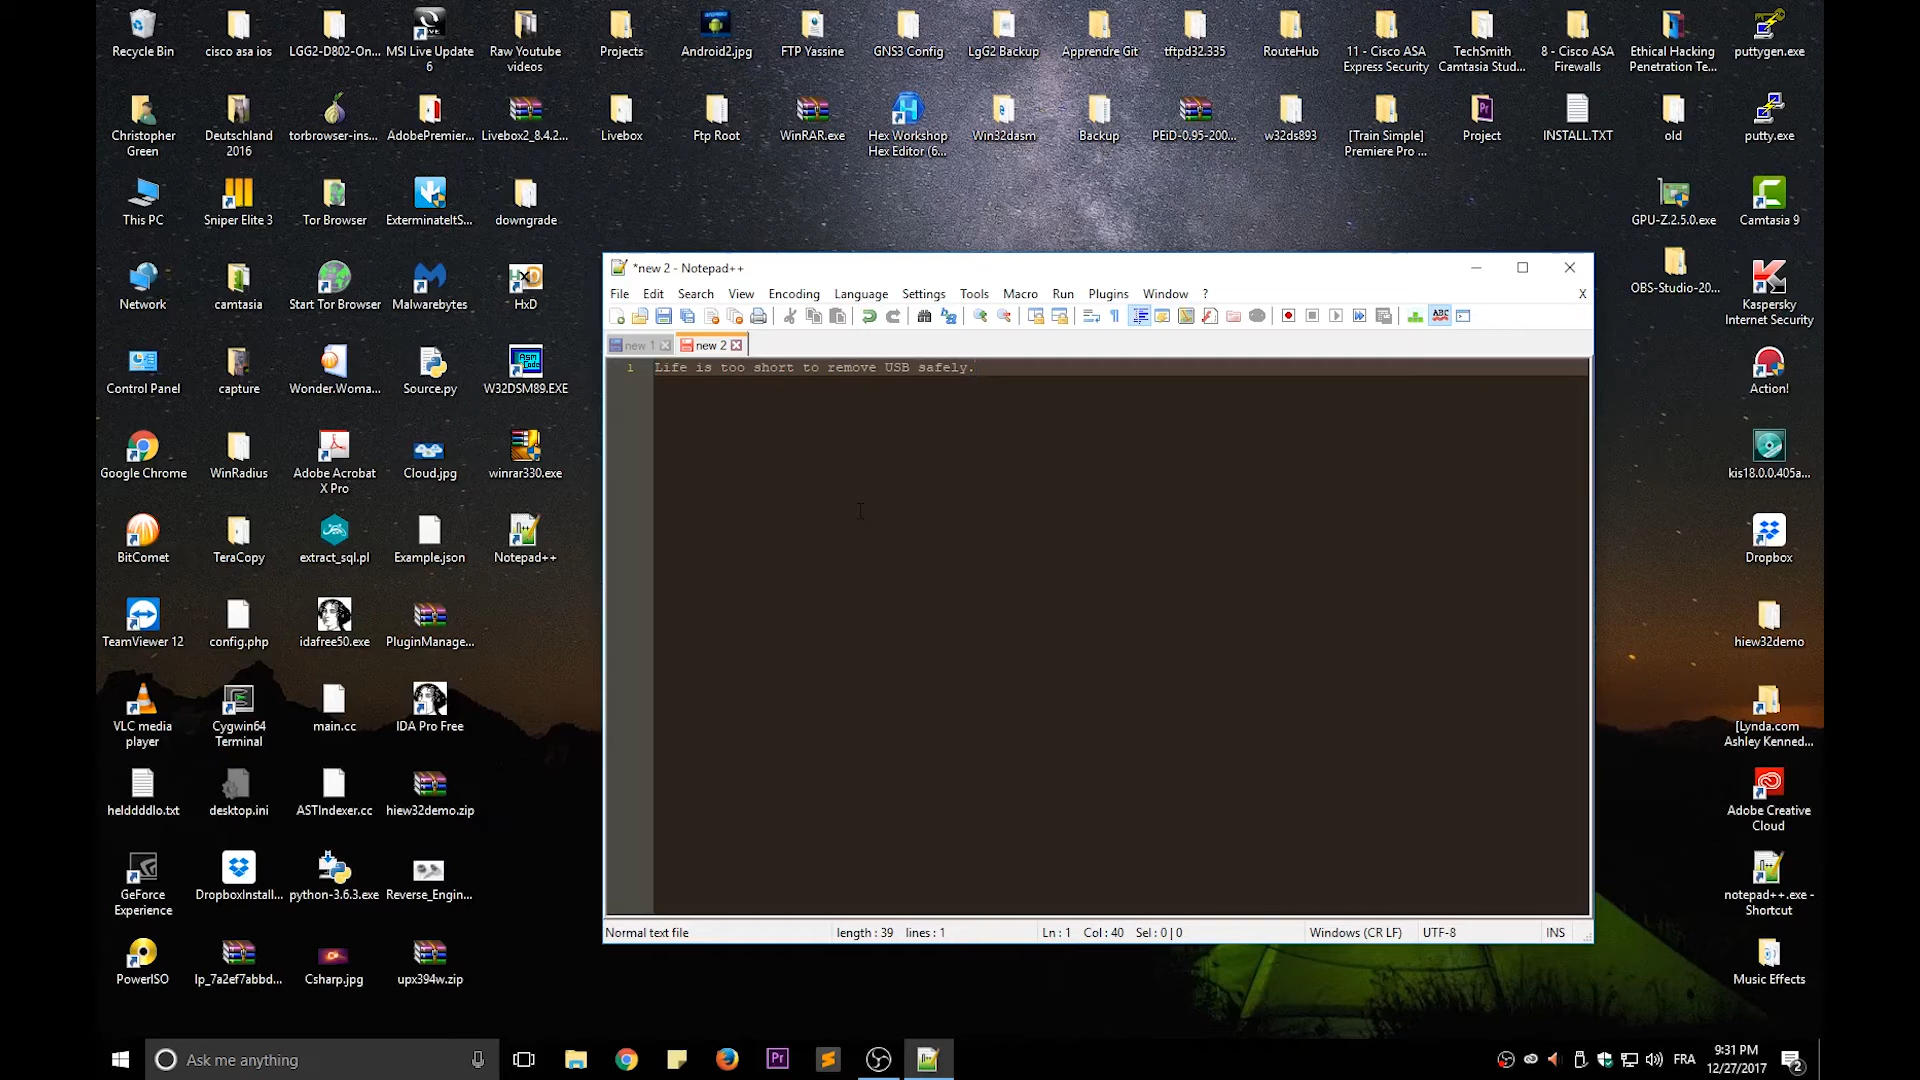 Recycle Bin
cisco asa ios
LGG2-D802-On...
MSI Live Update
6
Raw Youtube
videos
Projects
Android2.jpg
FTP Yassine
GNS3 Config
LgG2 Backup
Apprendre Git
tftpd32.335
RouteHub
11 - Cisco ASA
Express Security
TechSmith
Camtasia Stud...
8 - Cisco ASA
Firewalls
Ethical Hacking
Penetration Te...
puttygen.exe
Christopher
Green
Deutschland
2016
torbrowser-ins...
AdobePremier...
Livebox2_8.4.2...
Livebox
Ftp Root
WinRAR.exe
Hex Workshop
Hex Editor (6...
Win32dasm
Backup
PEiD-0.95-200...
w32ds893
[Train Simple]
Premiere Pro ...
Project
INSTALL.TXT
old
putty.exe
This PC
Sniper Elite 3
Tor Browser
ExterminateItS...
downgrade
GPU-Z.2.5.0.exe
Camtasia 9
Network
camtasia
Start Tor Browser
Malwarebytes
HxD
OBS-Studio-20...
Kaspersky
Internet Security
Control Panel
capture
Wonder.Woma...
Source.py
W32DSM89.EXE
Action!
Google Chrome
WinRadius
Adobe Acrobat
X Pro
Cloud.jpg
winrar330.exe
kis18.0.0.405a...
BitComet
TeraCopy
extract_sql.pl
Example.json
Notepad++
Dropbox
TeamViewer 12
config.php
idafree50.exe
PluginManage...
hiew32demo
VLC media
player
Cygwin64
Terminal
main.cc
IDA Pro Free
[Lynda.com
Ashley Kenned...
helddddlo.txt
desktop.ini
ASTIndexer.cc
hiew32demo.zip
Adobe Creative
Cloud
GeForce
Experience
DropboxInstall...
python-3.6.3.exe
Reverse_Engin...
notepad++.exe -
Shortcut
PowerISO
lp_7a2ef7abbd...
Csharp.jpg
upx394w.zip
Music Effects
*new 2 - Notepad++
File Edit Search View Encoding Language Settings Tools Macro Run Plugins Window ? X
new 1
new 2
1 Life is too short to remove USB safely.
Normal text file length : 39 lines : 1 Ln : 1 Col : 40 Sel : 0 | 0 Windows (CR LF) UTF-8 INS
Ask me anything
FRA
9:31 PM
12/27/2017
2